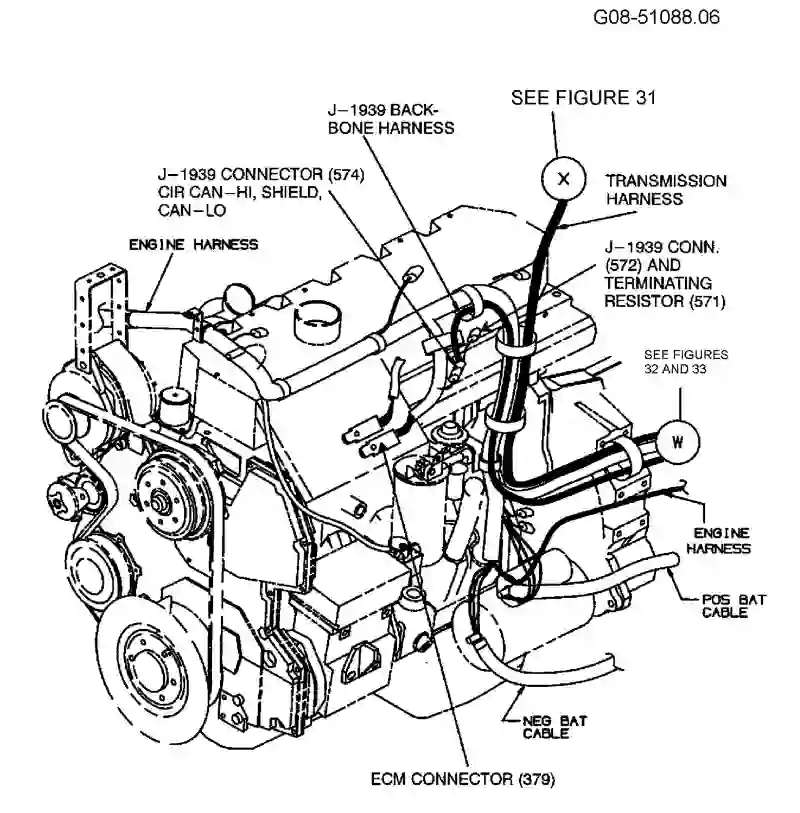 G08-51088.06
SEE FIGURE 31
J-1939 BACK-
BONE HARNESS
X
TRANSMISSION
HARNESS
J-1939 CONNECTOR (574)
CIR CAN-HI, SHIELD,
CAN-LO
ENGINE HARNESS
J-1939 CONN.
(572) AND
TERMINATING
RESISTOR (571)
SEE FIGURES
32 AND 33
W
ENGINE
HARNESS
POS BAT
CABLE
NEG BAT
CABLE
ECM CONNECTOR (379)